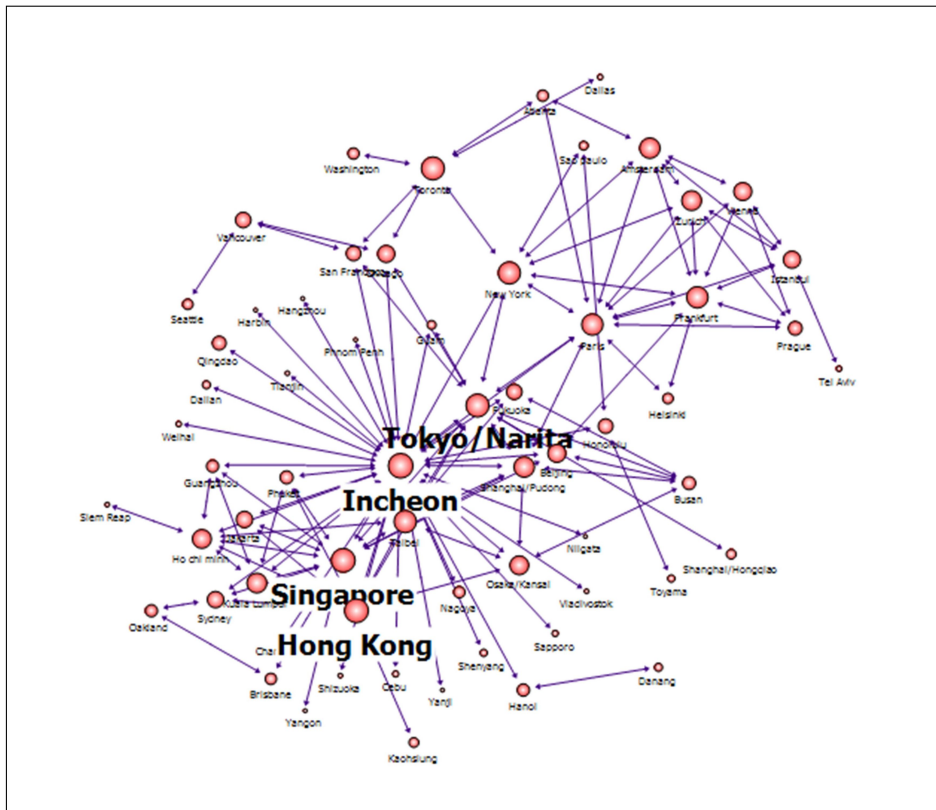 Dallas
Atlanta
Sao paulo
Amsterdam
Washington
Toronto
Zurich
Vancouver
San
Istanbul
New York
Seattle
Hangzhou
Harbin
Guam
Frankfurt
Prague
Phnom Penh
Paris
Qingdao
Tel Aviv
Tianjin
Dalian
Helsinki
Fukuoka
Weihai
Tokyo/Narita
Honolulu
Beijing
Guangzhou
Shanghai/Pudong
Phuket
Incheon
Busan
Siem Reap
Jakarta
Taibei
Niigata
Ho chi minh
Shanghai/Hongqiao
Osaka/Kansai
Toyama
Kuala Lumpur
Singapore
Nagoya
Vladivostok
Sydney
Oakland
Sapporo
Hong Kong
Shenyang
Danang
Brisbane
Shizuoka
Cebu
Yanji
Hanoi
Yangon
Kaohsiung